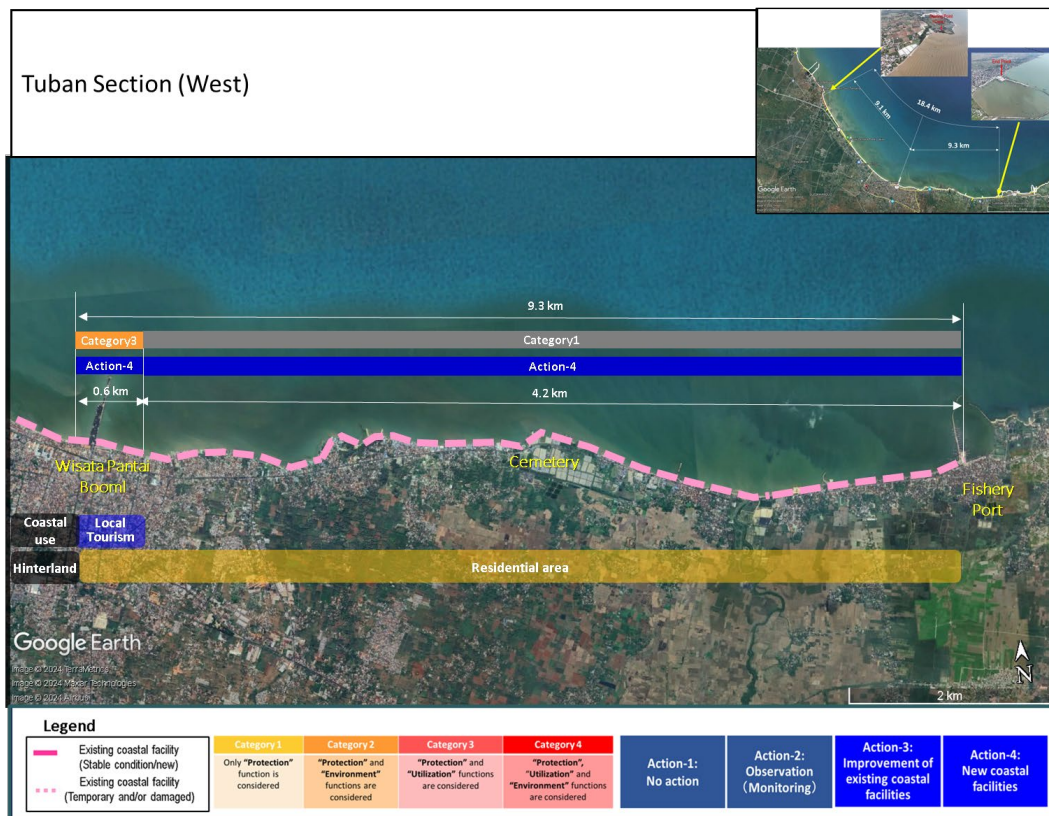 Tuban Section (West)
End Point
9.1 km
18.4 km
9.3 km
Google Earth
9.3 km
Category3
Category1
Action-4
Action-4
0.6 km
4.2 km
Wisata Pantai
Booml
Cemetery
Fishery
Port
Coastal
use
Local
Tourism
Hinterland
Residential area
Google Earth
Image © 2024 TerraMetrics
Image © 2024 Maxar Technologies
Image © 2024 Airbus
N
2 km
Legend
Existing coastal facility
(Stable condition/new)
Existing coastal facility
(Temporary and/or damaged)
Category 1
Only "Protection"
function is
considered
Category 2
"Protection" and
"Environment"
functions are
considered
Category 3
"Protection" and
"Utilization" functions
are considered
Category 4
"Protection",
"Utilization" and
"Environment" functions
are considered
Action-1:
No action
Action-2:
Observation
(Monitoring)
Action-3:
Improvement of
existing coastal
facilities
Action-4:
New coastal
facilities